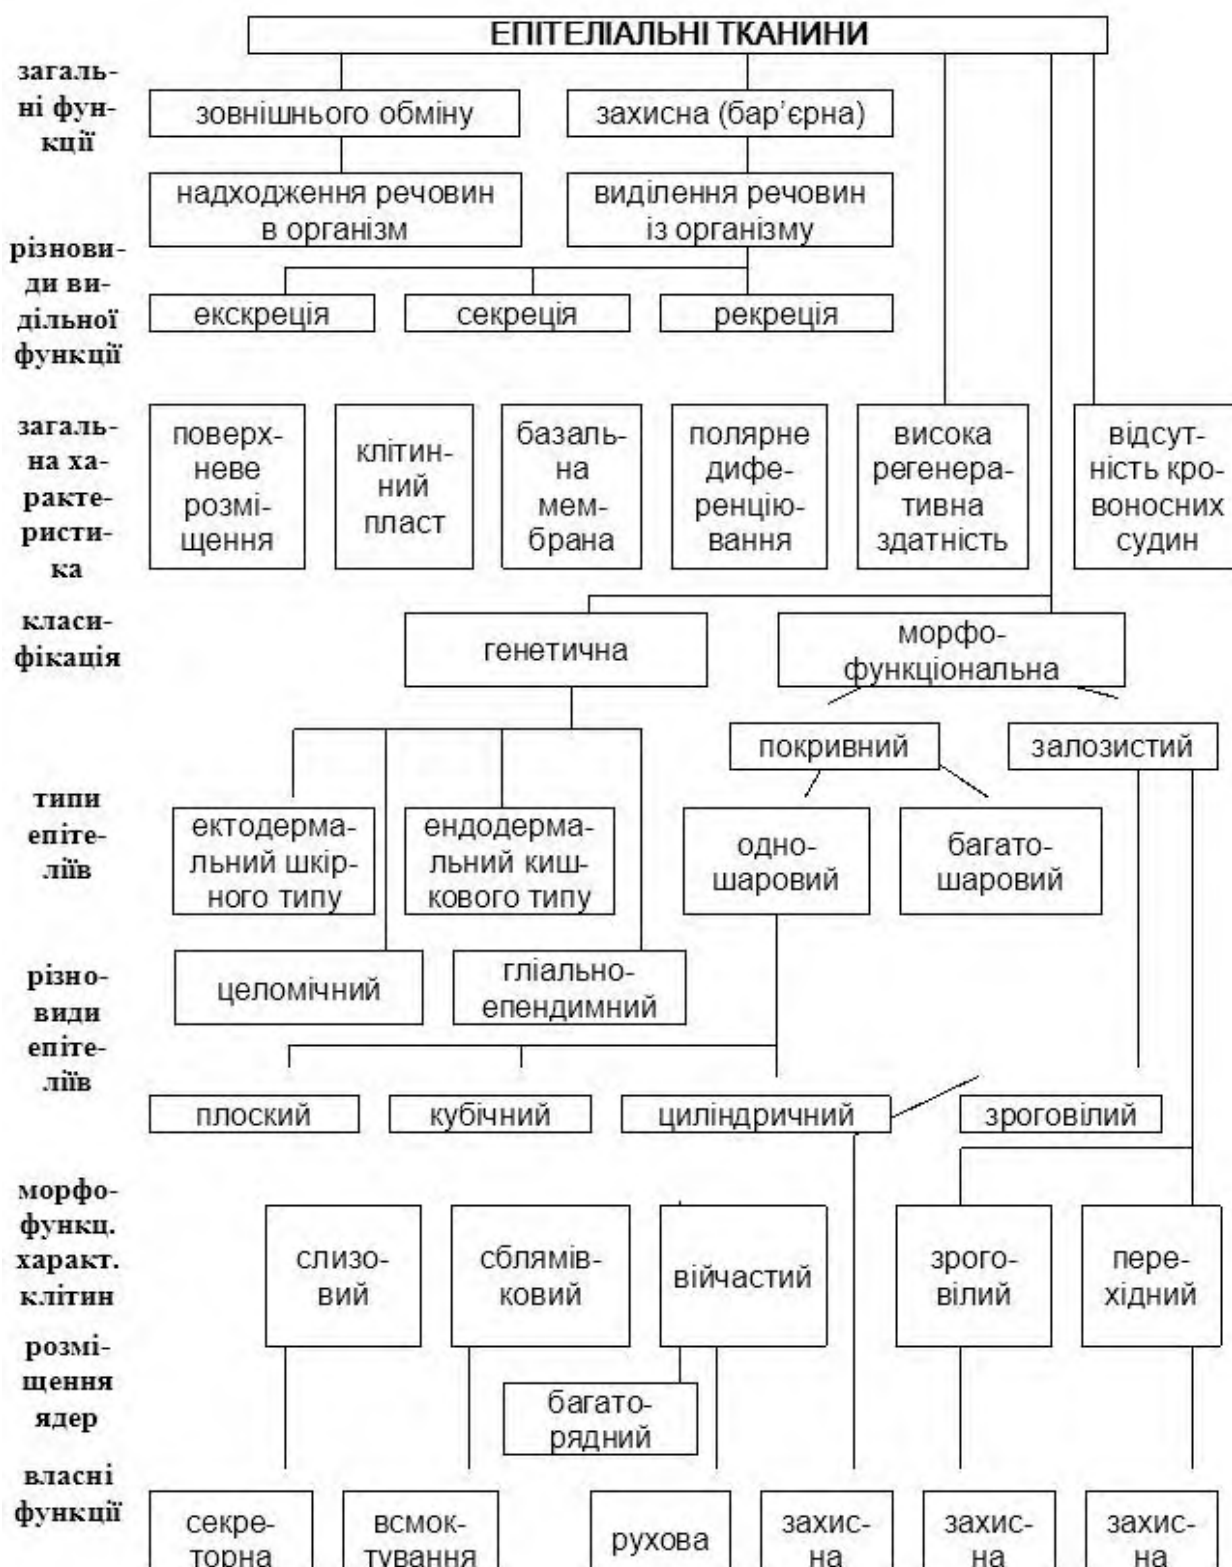 ЕПІТЕЛІАЛЬНІ ТКАНИНИ
загаль-
ні фун-
кції
зовнішнього обміну
захисна (бар’єрна)
надходження речовин
в організм
виділення речовин
із організму
різнови-
ди ви-
дільної
функції
екскреція
секреція
рекреція
загаль-
на ха-
ракте-
ристи-
ка
поверх-
неве
розмі-
щення
клітин-
ний
пласт
базаль-
на
мем-
брана
полярне
дифе-
ренцію-
вання
висока
регенера-
тивна
здатність
відсут-
ність кро-
воносних
судин
класи-
фікація
генетична
морфо-
функціональна
покривний
залозистий
типи
епіте-
ліїв
ектодерма-
льний шкір-
ного типу
ендодерма-
льний киш-
кового типу
одно-
шаровий
багато-
шаровий
різно-
види
епіте-
ліїв
целомічний
гліально-
епендимний
плоский
кубічний
циліндричний
зроговілий
морфо-
функц.
характ.
клітин
слизо-
вий
сблямів-
ковий
війчастий
зрого-
вілий
пере-
хідний
розмі-
щення
ядер
багато-
рядний
власні
функції
секре-
торна
всмок-
тування
рухова
захис-
на
захис-
на
захис-
на